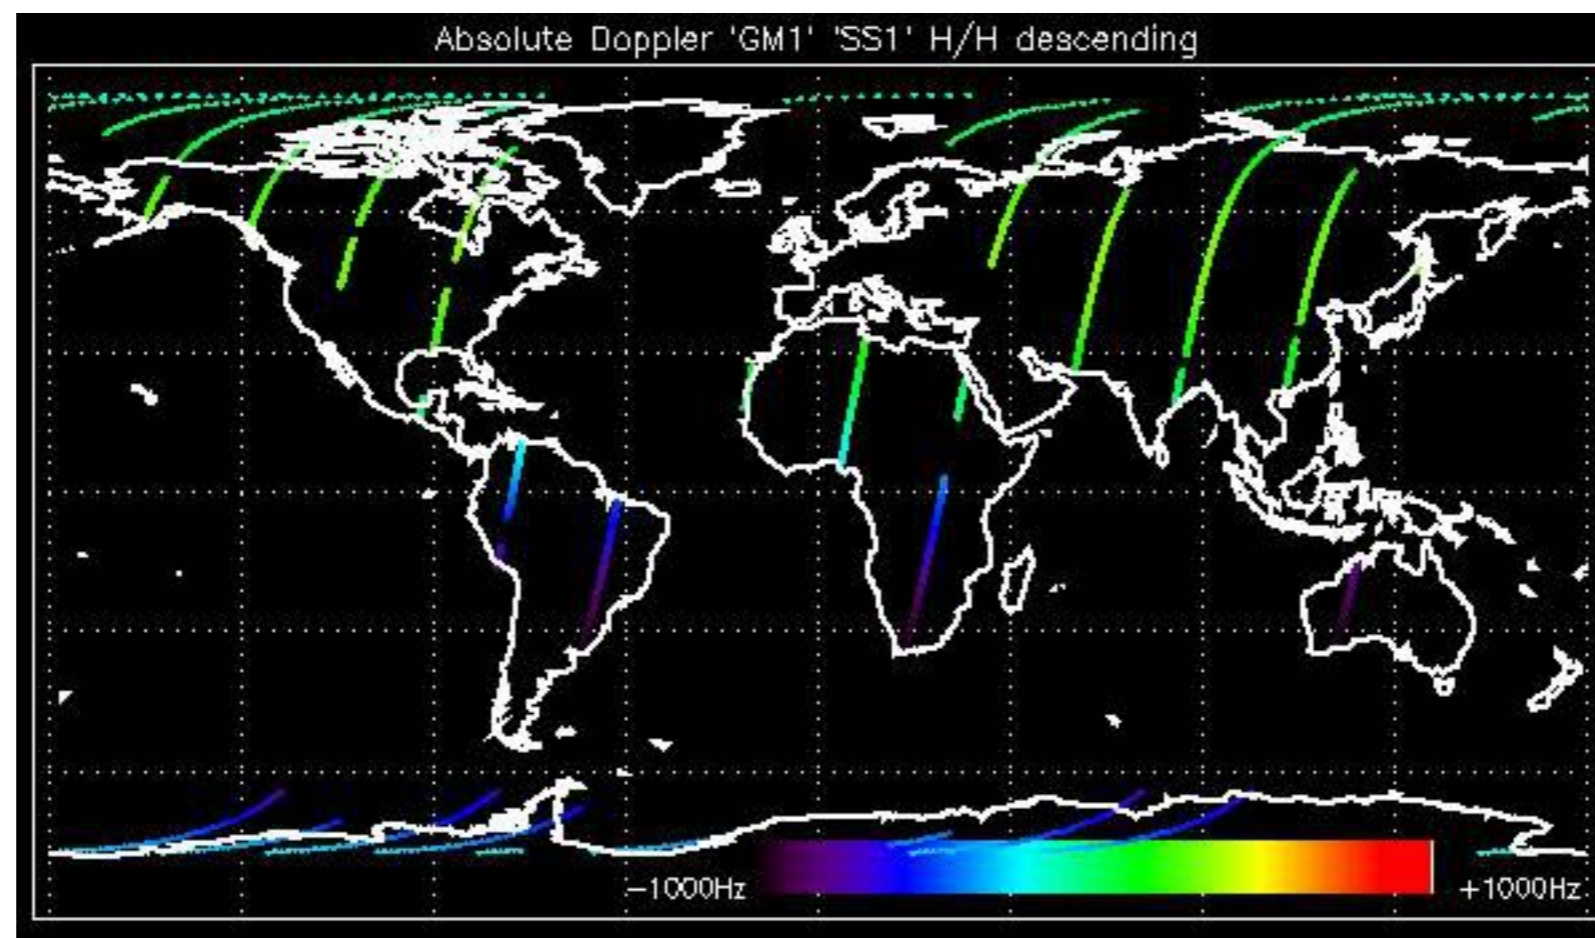 Absolute Doppler 'GM1' 'SS1' H/H descending
−1000Hz +1000Hz